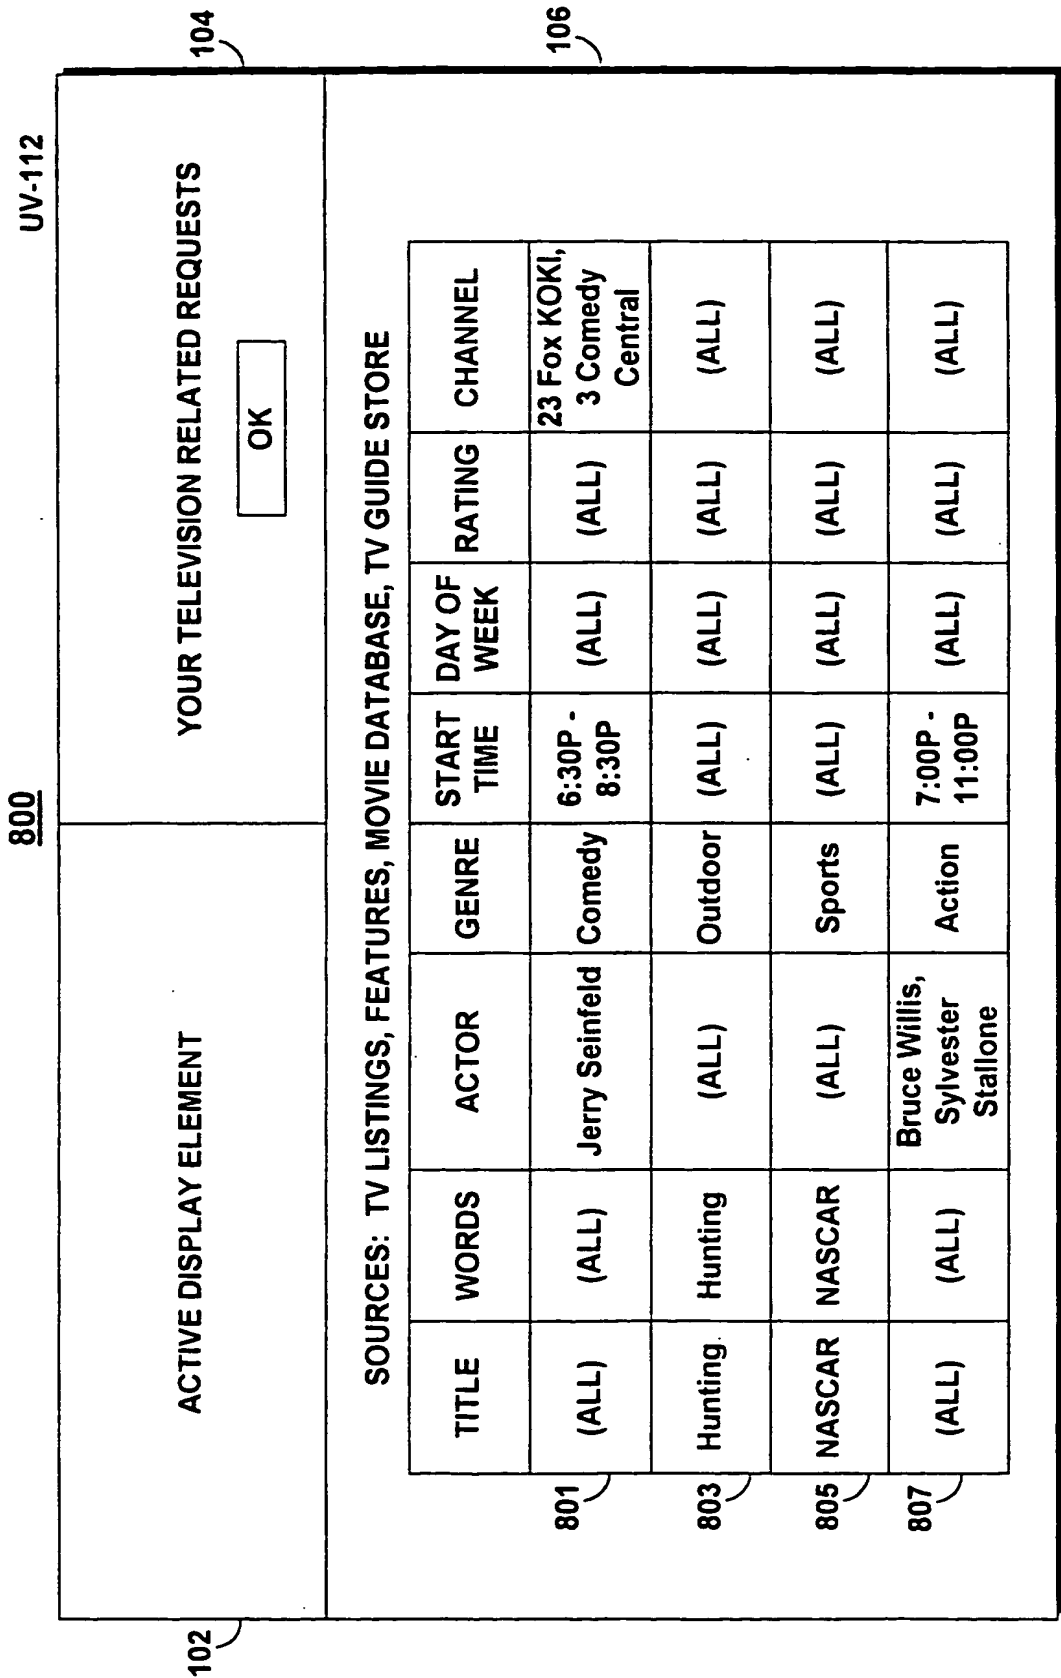 UV-112
800
ACTIVE DISPLAY ELEMENT
YOUR TELEVISION RELATED REQUESTS
OK
102
104
SOURCES: TV LISTINGS, FEATURES, MOVIE DATABASE, TV GUIDE STORE
106
TITLE WORDS ACTOR GENRE START TIME DAY OF WEEK RATING CHANNEL
801 (ALL) (ALL) Jerry Seinfeld Comedy 6:30P - 8:30P (ALL) (ALL) 23 Fox KOKI, 3 Comedy Central
803 Hunting Hunting (ALL) Outdoor (ALL) (ALL) (ALL) (ALL)
805 NASCAR NASCAR (ALL) Sports (ALL) (ALL) (ALL) (ALL)
807 (ALL) (ALL) Bruce Willis, Sylvester Stallone Action 7:00P - 11:00P (ALL) (ALL) (ALL)